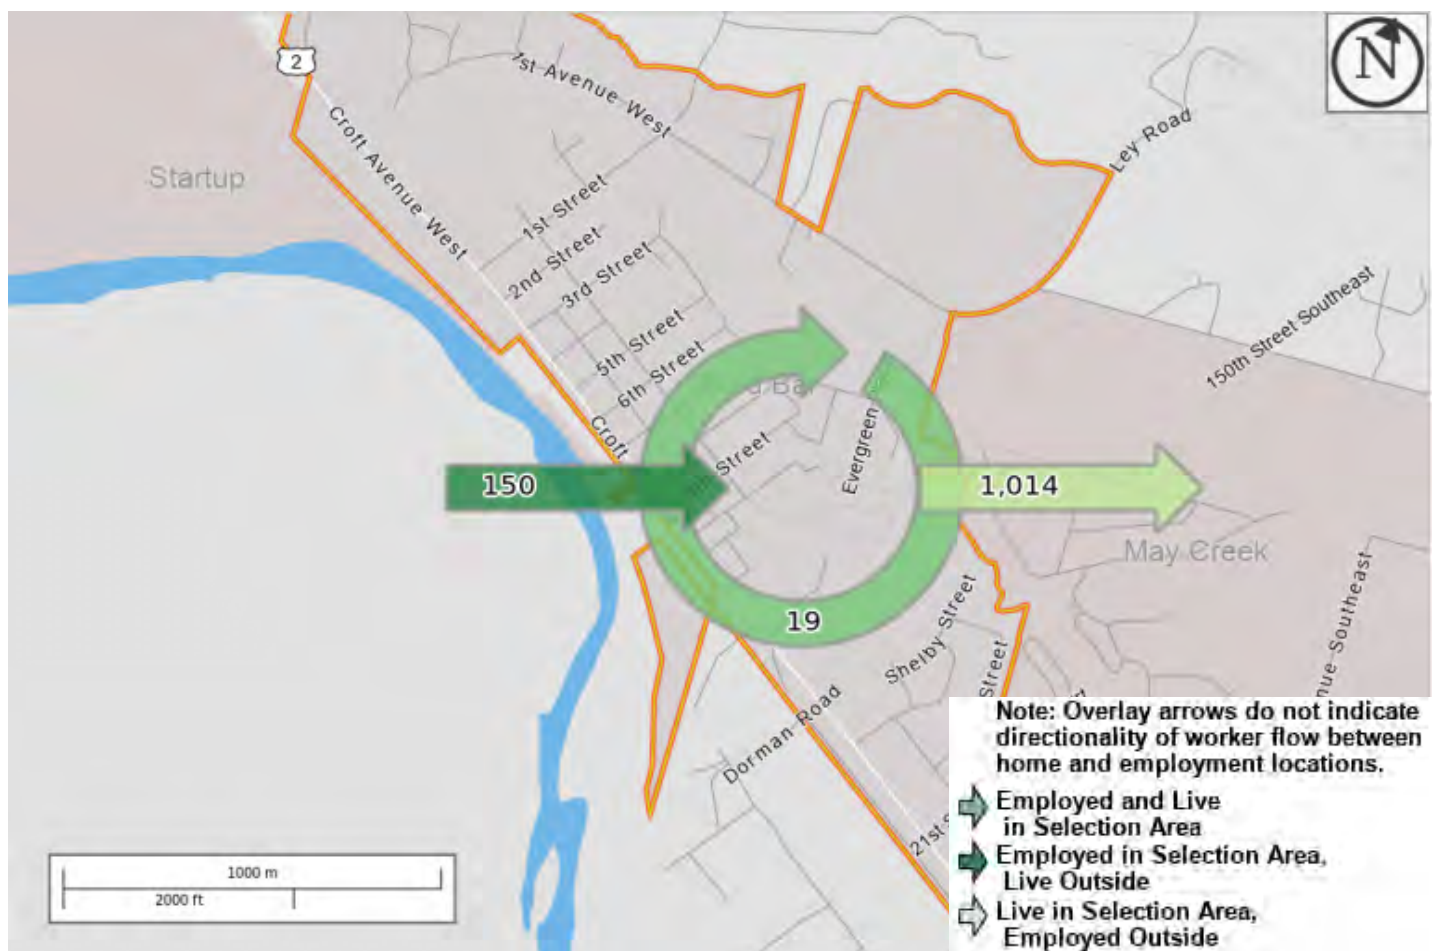 2
N
1st Avenue West
Ley Road
Croft Avenue West
Startup
1st Street
2nd Street
3rd Street
150th Street Southeast
5th Street
6th Street
Bar
Croft
Street
Evergreen
150
1,014
May Creek
19
Shelby Street
Street
Southeast
Dorman Road
21st
Note: Overlay arrows do not indicate
directionality of worker flow between
home and employment locations.
Employed and Live
in Selection Area
Employed in Selection Area,
Live Outside
Live in Selection Area,
Employed Outside
1000 m
2000 ft